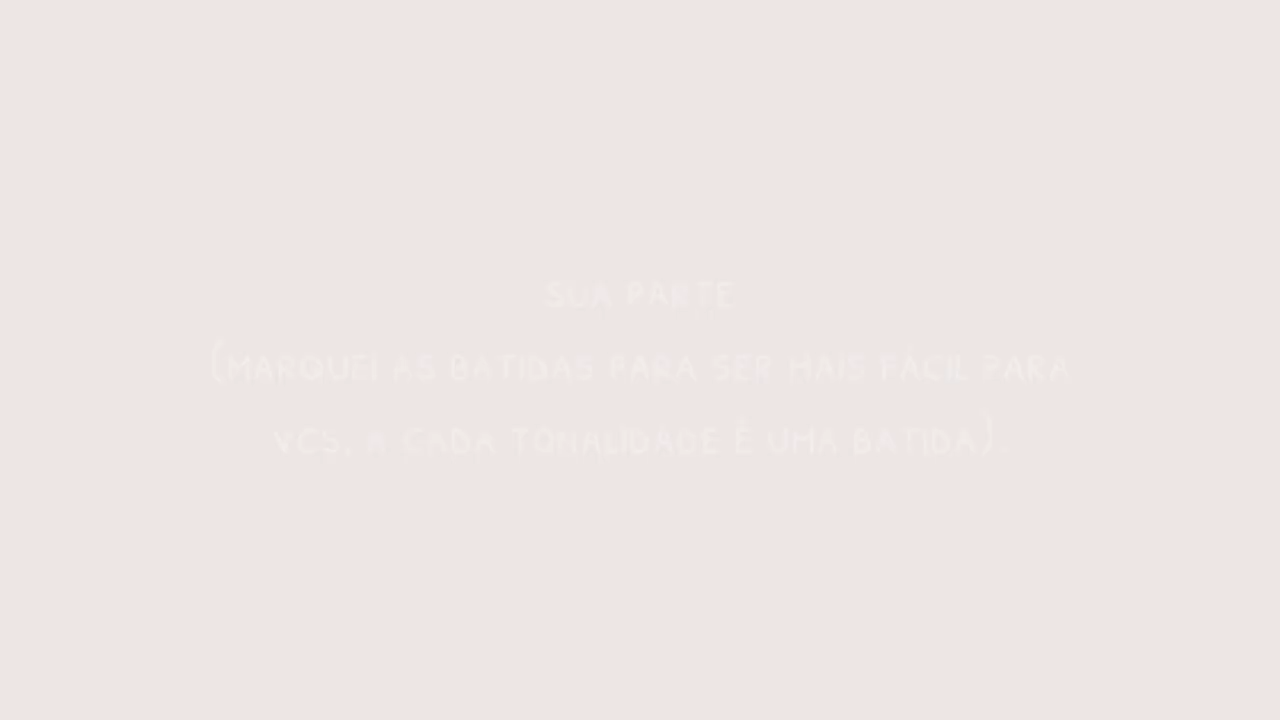 SUA PARTE
(MARQUEI AS BATIDAS PARA SER MAIS FÁCIL PARA
VCS, A CADA TONALIDADE É UMA BATIDA).